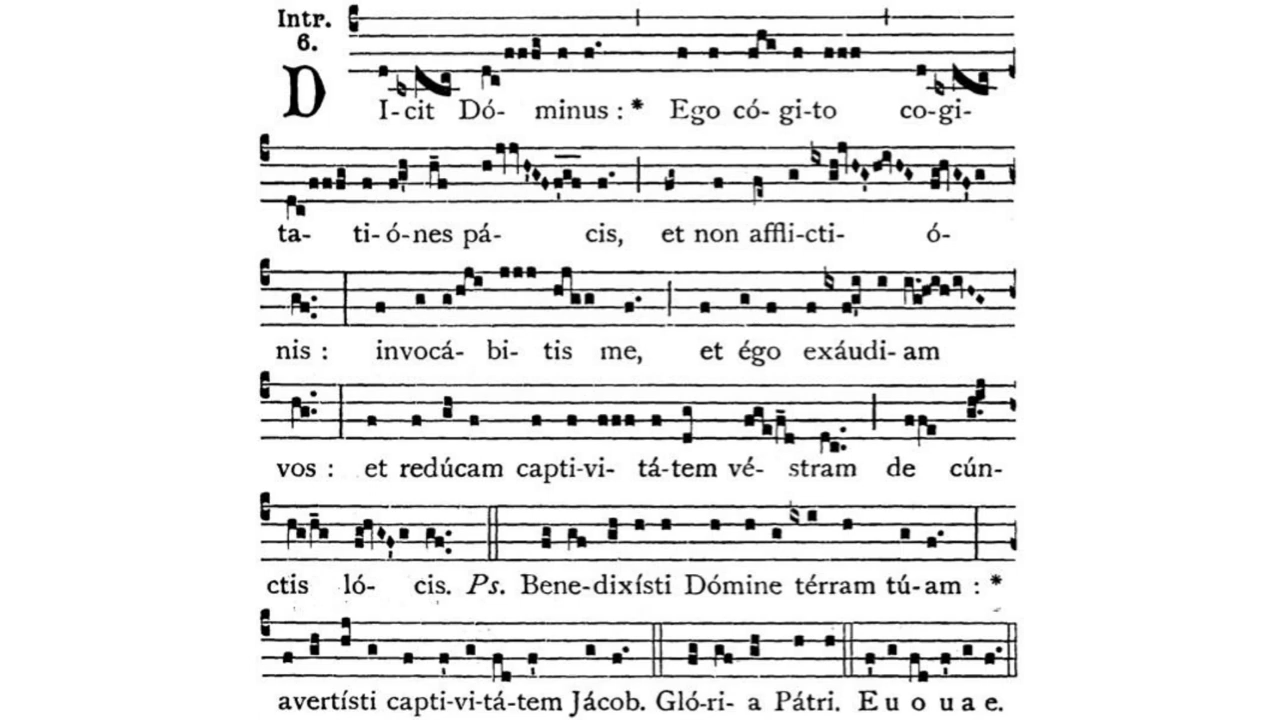 Intr.
6.
DI-cit Dó- minus : * Ego có- gi-to co-gi-
ta- ti-ó-nes pá- cis, et non affli-cti- ó-
nis : invocá- bi- tis me, et égo exáudi- am
vos : et redúcam capti-vi- tá-tem vé- stram de cún-
ctis ló- cis. Ps. Bene-dixísti Dómine térram tú-am : *
avertísti capti-vi-tá-tem Jácob. Gló-ri- a Pátri. E u o u a e.